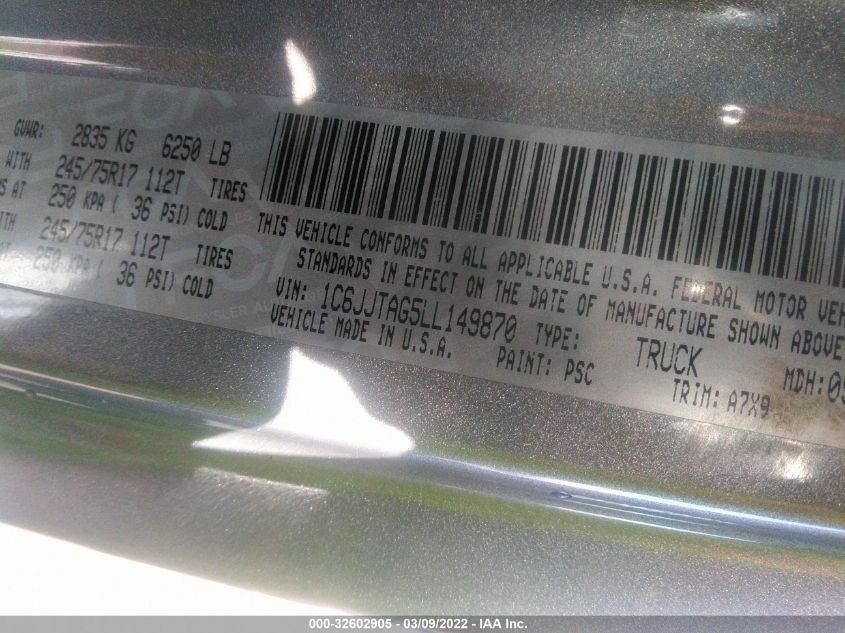 GVWR: 2835 KG 6250 LB
WITH 245/75R17 112T TIRES
AT 250 KPA ( 36 PSI) COLD
245/75R17 112T TIRES
250 KPA ( 36 PSI) COLD
THIS VEHICLE CONFORMS TO ALL APPLICABLE U.S.A. FEDERAL MOTOR VEH
STANDARDS IN EFFECT ON THE DATE OF MANUFACTURE SHOWN ABOVE
VIN: 1C6JJTAG5LL149870 TYPE: TRUCK MDH:09
VEHICLE MADE IN U.S.A. PAINT: PSC TRIM: A7X9
000-32602905 - 03/09/2022 - IAA Inc.